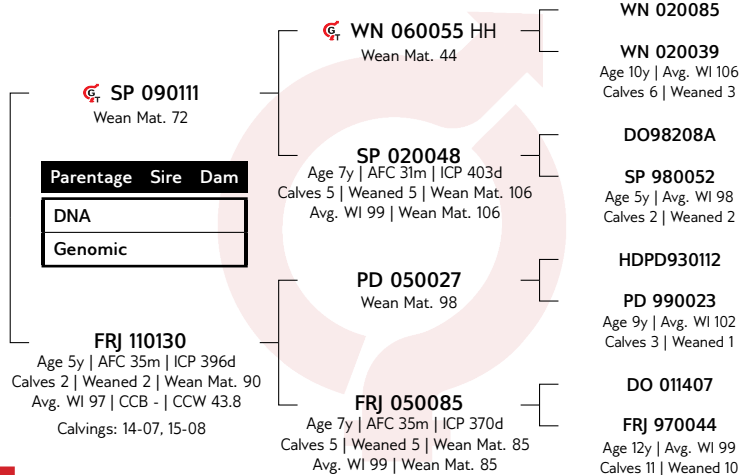 SP 090111
Wean Mat. 72
Parentage Sire Dam
DNA
Genomic
FRJ 110130
Age 5y | AFC 35m | ICP 396d
Calves 2 | Weaned 2 | Wean Mat. 90
Avg. WI 97 | CCB - | CCW 43.8
Calvings: 14-07, 15-08
WN 060055 HH
Wean Mat. 44
SP 020048
Age 7y | AFC 31m | ICP 403d
Calves 5 | Weaned 5 | Wean Mat. 106
Avg. WI 99 | Wean Mat. 106
PD 050027
Wean Mat. 98
FRJ 050085
Age 7y | AFC 35m | ICP 370d
Calves 5 | Weaned 5 | Wean Mat. 85
Avg. WI 99 | Wean Mat. 85
WN 020085
WN 020039
Age 10y | Avg. WI 106
Calves 6 | Weaned 3
DO98208A
SP 980052
Age 5y | Avg. WI 98
Calves 2 | Weaned 2
HDPD930112
PD 990023
Age 9y | Avg. WI 102
Calves 3 | Weaned 1
DO 011407
FRJ 970044
Age 12y | Avg. WI 99
Calves 11 | Weaned 10